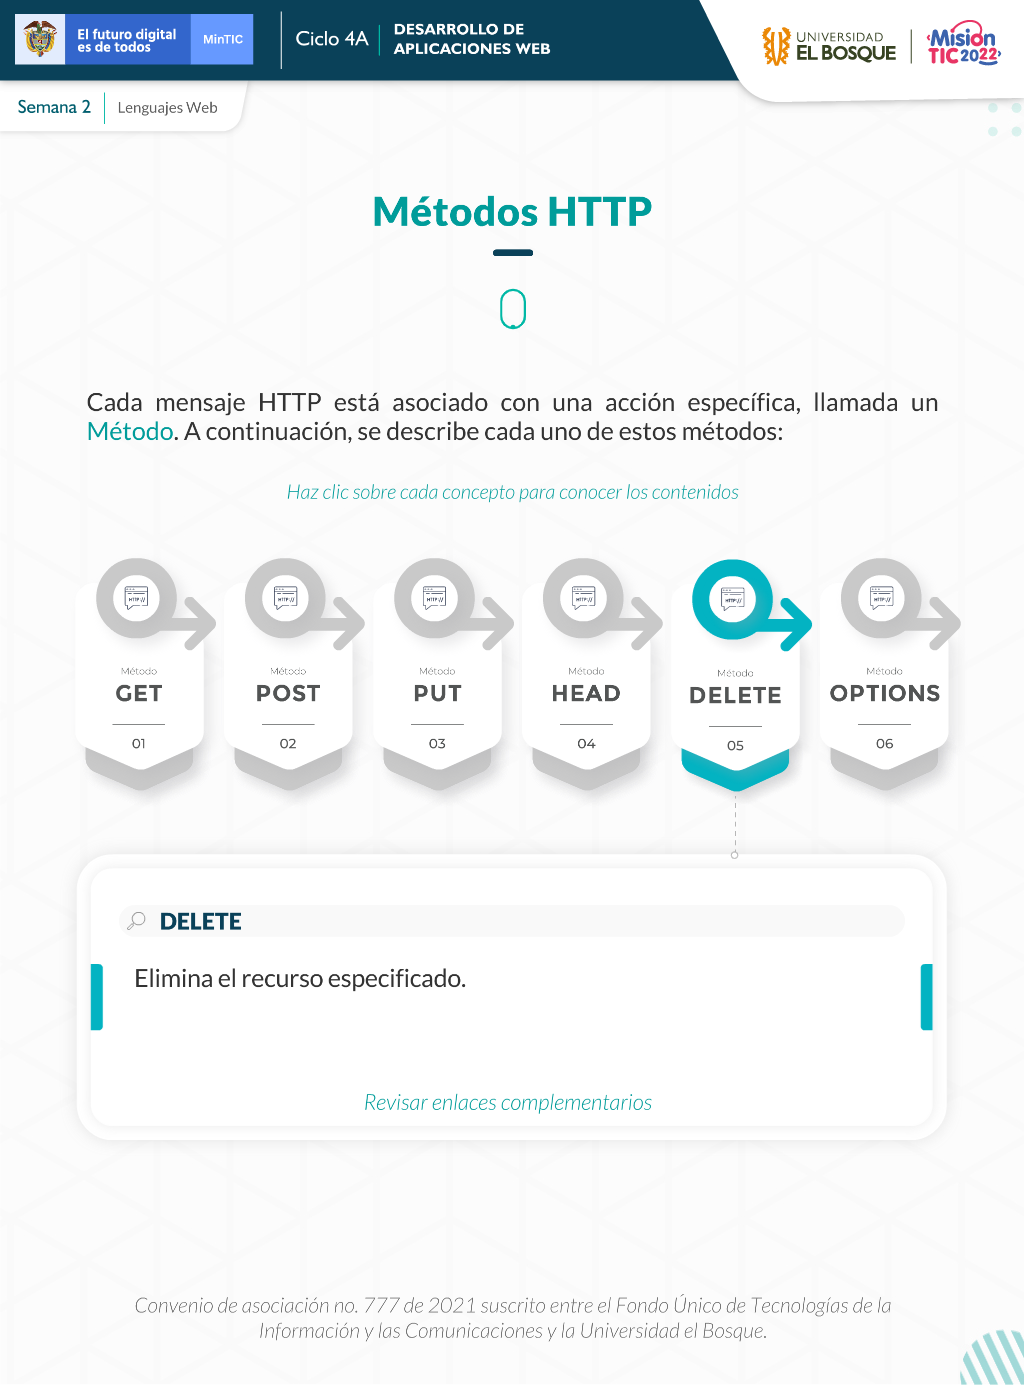 El futuro digital
es de todos
MinTIC
Ciclo 4A
DESARROLLO DE
APLICACIONES WEB
UNIVERSIDAD
EL BOSQUE
Misión
TIC 2022
Semana 2
Lenguajes Web
Métodos HTTP
Cada mensaje HTTP está asociado con una acción específica, llamada un
Método. A continuación, se describe cada uno de estos métodos:
Haz clic sobre cada concepto para conocer los contenidos
HTTP://
HTTP://
HTTP://
HTTP://
HTTP://
HTTP://
Método
GET
01
Método
POST
02
Método
PUT
03
Método
HEAD
04
Método
DELETE
05
Método
OPTIONS
06
DELETE
Elimina el recurso especificado.
Revisar enlaces complementarios
Convenio de asociación no. 777 de 2021 suscrito entre el Fondo Único de Tecnologías de la
Información y las Comunicaciones y la Universidad el Bosque.